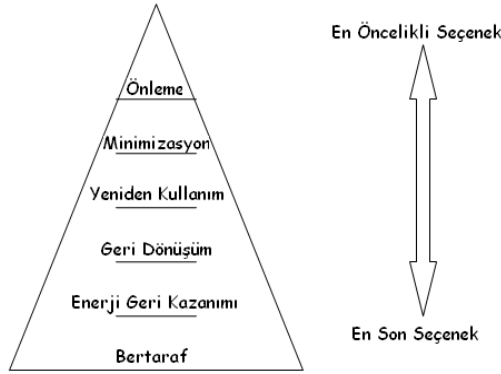 En Öncelikli Seçenek
Önleme
Minimizasyon
Yeniden Kullanım
Geri Dönüşüm
Enerji Geri Kazanımı
En Son Seçenek
Bertaraf